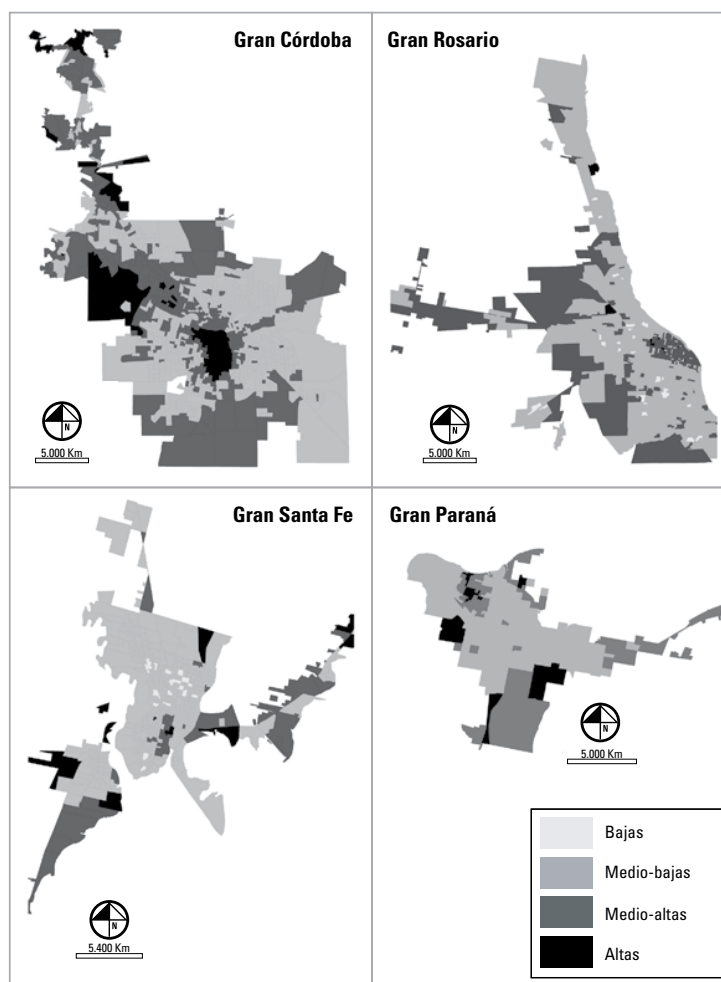 Gran Córdoba
Gran Rosario
N
5.000 Km
N
5.000 Km
Gran Santa Fe
Gran Paraná
N
5.400 Km
N
5.000 Km
Bajas
Medio-bajas
Medio-altas
Altas